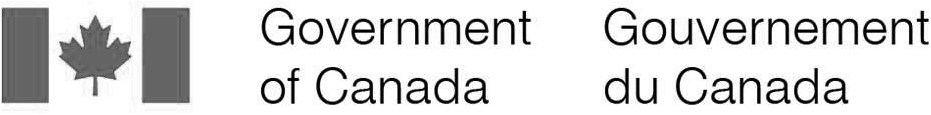 Government
of Canada
Gouvernement
du Canada